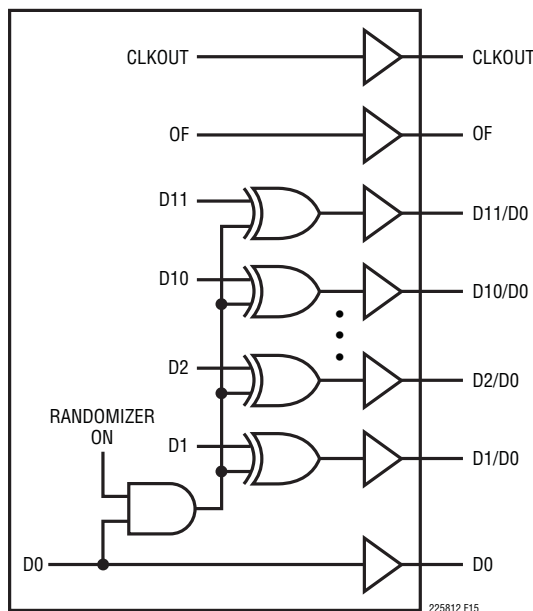 CLKOUT CLKOUT
OF OF
D11 D11/D0
D10 D10/D0
D2 D2/D0
RANDOMIZER
ON
D1 D1/D0
D0 D0
225812 F15